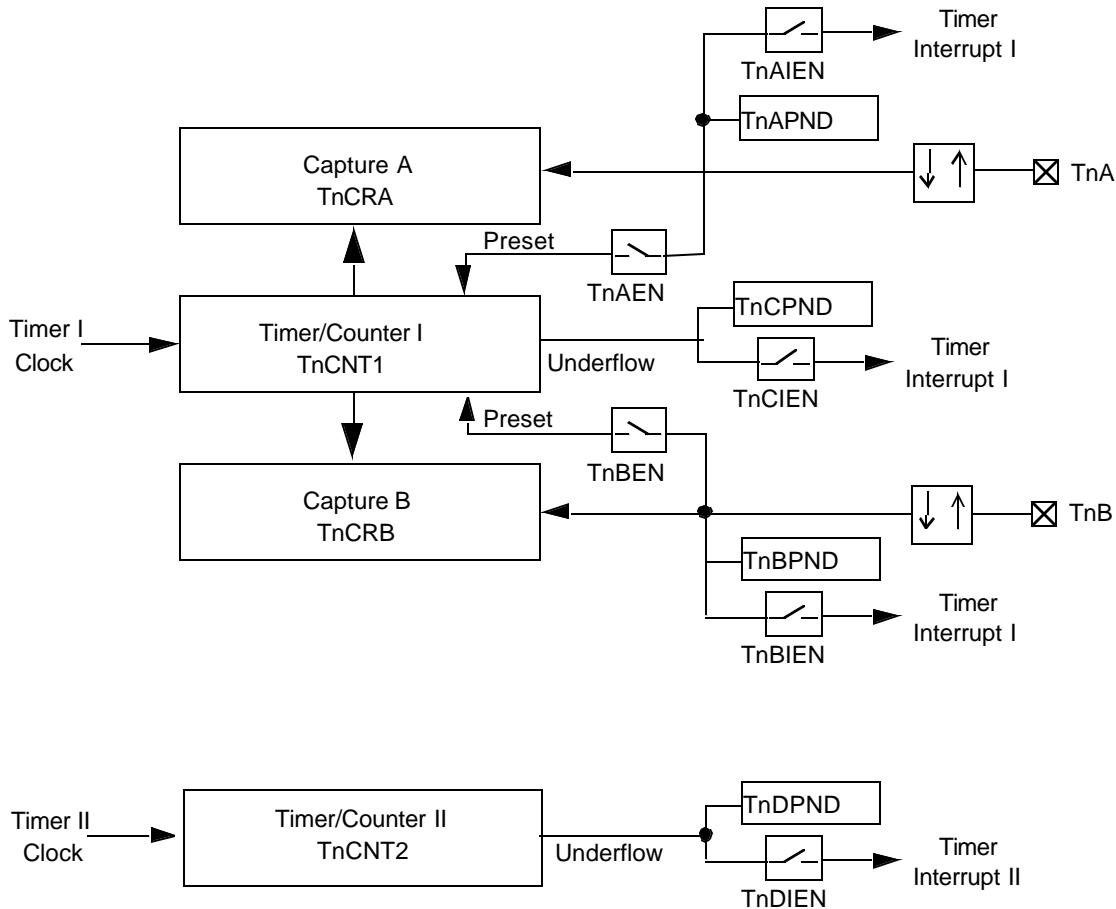 Timer
Interrupt I
TnAIEN
TnAPND
Capture A
TnCRA
TnA
Preset
TnAEN
TnCPND
Timer I
Clock
Timer/Counter I
TnCNT1
Underflow
Timer
Interrupt I
TnCIEN
Preset
TnBEN
Capture B
TnCRB
TnB
TnBPND
Timer
Interrupt I
TnBIEN
TnDPND
Timer II
Clock
Timer/Counter II
TnCNT2
Underflow
Timer
Interrupt II
TnDIEN